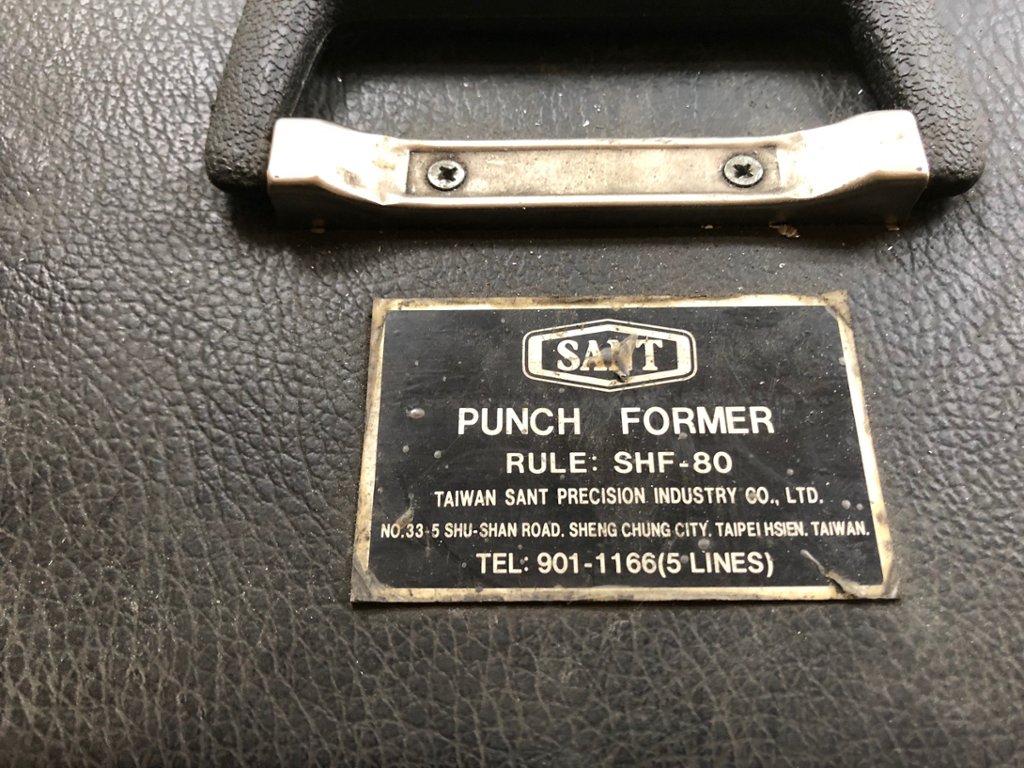 SANT
PUNCH FORMER
RULE: SHF-80
TAIWAN SANT PRECISION INDUSTRY CO., LTD.
NO.33-5 SHU-SHAN ROAD. SHENG CHUNG CITY. TAIPEI HSIEN. TAIWAN.
TEL: 901-1166(5 LINES)